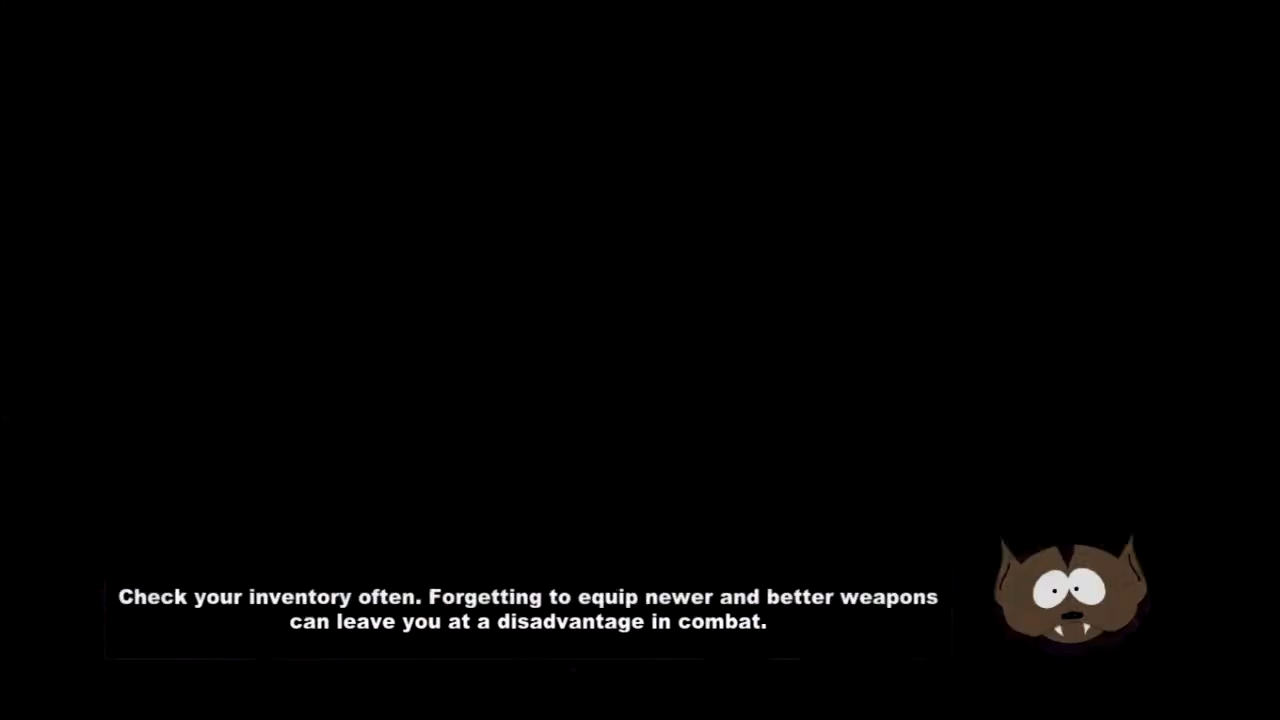 Check your inventory often. Forgetting to equip newer and better weapons
can leave you at a disadvantage in combat.